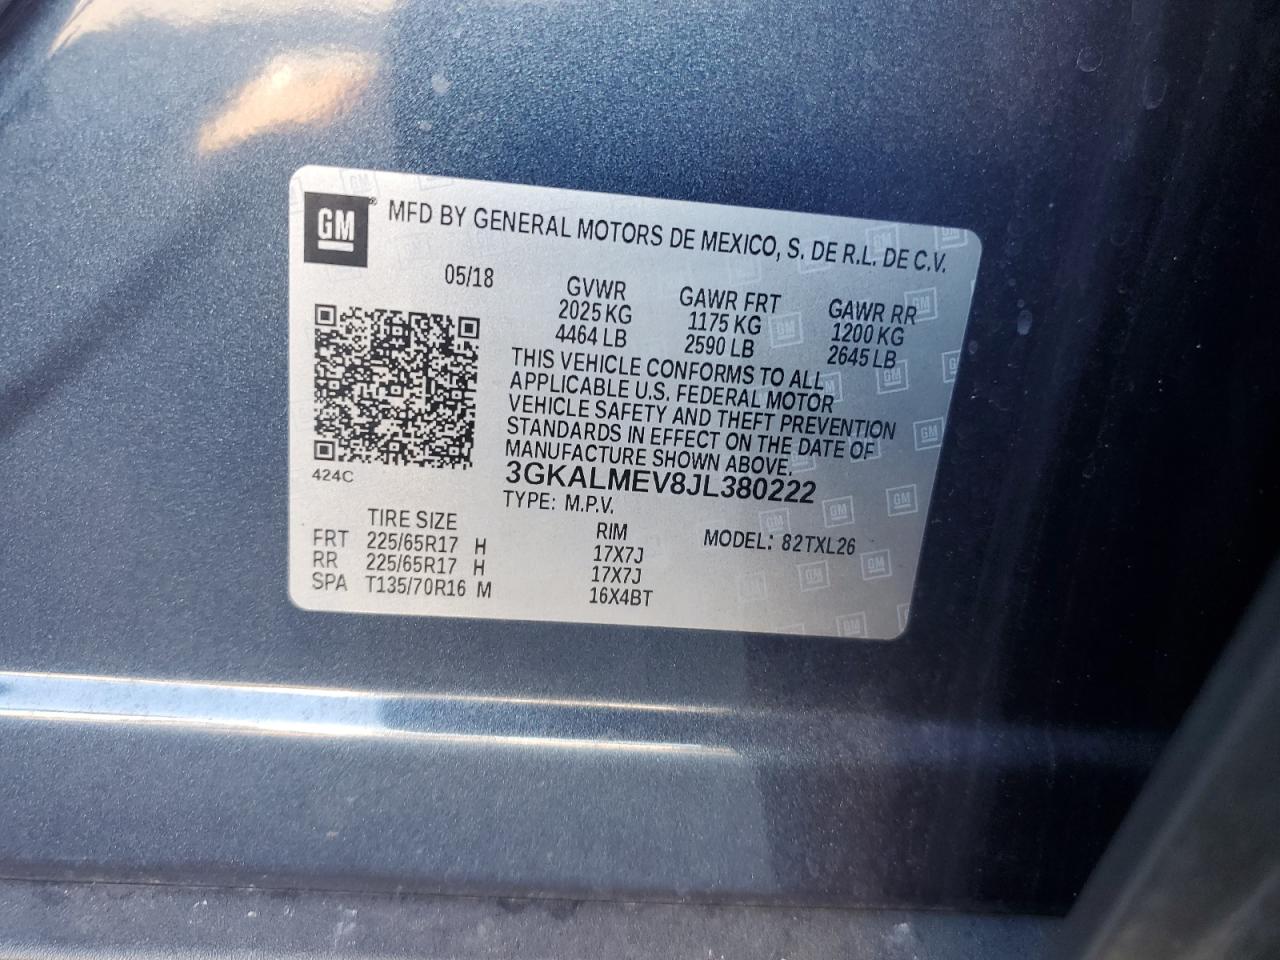 GM® MFD BY GENERAL MOTORS DE MEXICO, S. DE R.L. DE C.V.
05/18 GVWR GAWR FRT GAWR RR
2025 KG 1175 KG 1200 KG
4464 LB 2590 LB 2645 LB
THIS VEHICLE CONFORMS TO ALL
APPLICABLE U.S. FEDERAL MOTOR
VEHICLE SAFETY AND THEFT PREVENTION
STANDARDS IN EFFECT ON THE DATE OF
MANUFACTURE SHOWN ABOVE.
424C 3GKALMEV8JL380222
TYPE: M.P.V.
TIRE SIZE RIM MODEL: 82TXL26
FRT 225/65R17 H 17X7J
RR 225/65R17 H 17X7J
SPA T135/70R16 M 16X4BT